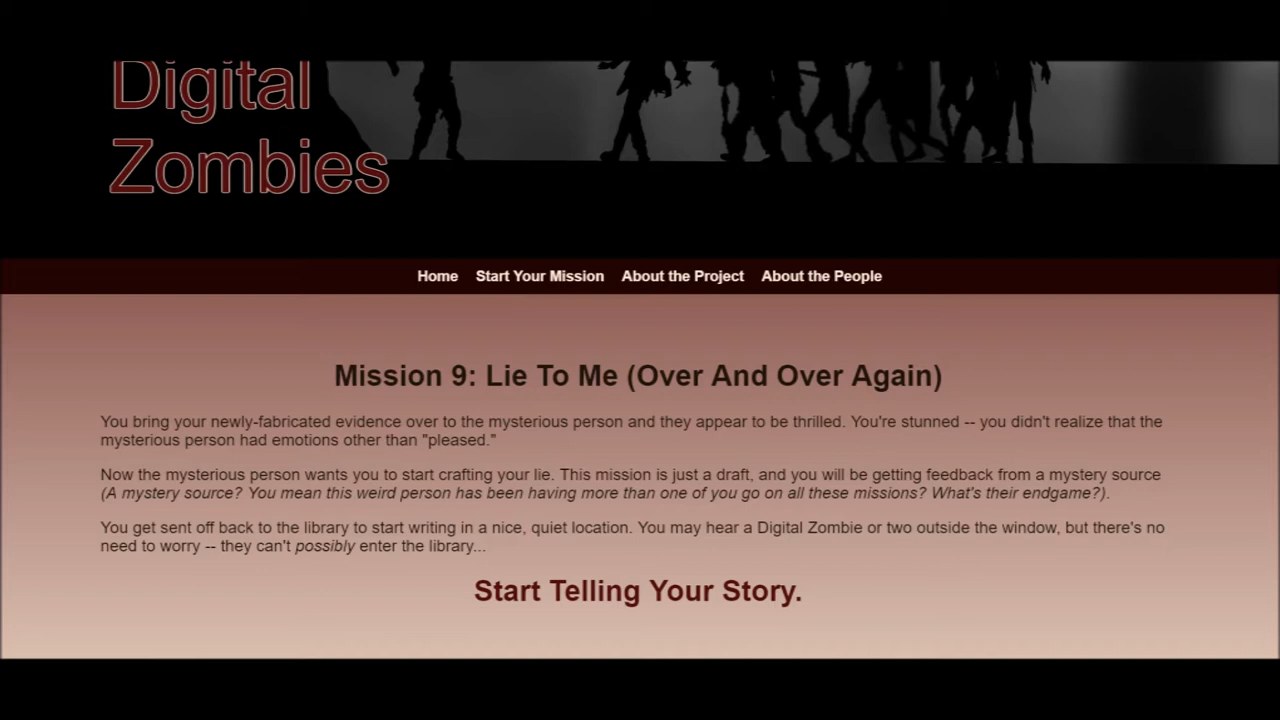 Digital
Zombies
Home Start Your Mission About the Project About the People
Mission 9: Lie To Me (Over And Over Again)
You bring your newly-fabricated evidence over to the mysterious person and they appear to be thrilled. You're stunned -- you didn't realize that the
mysterious person had emotions other than "pleased."
Now the mysterious person wants you to start crafting your lie. This mission is just a draft, and you will be getting feedback from a mystery source
(A mystery source? You mean this weird person has been having more than one of you go on all these missions? What's their endgame?).
You get sent off back to the library to start writing in a nice, quiet location. You may hear a Digital Zombie or two outside the window, but there's no
need to worry -- they can't possibly enter the library...
Start Telling Your Story.